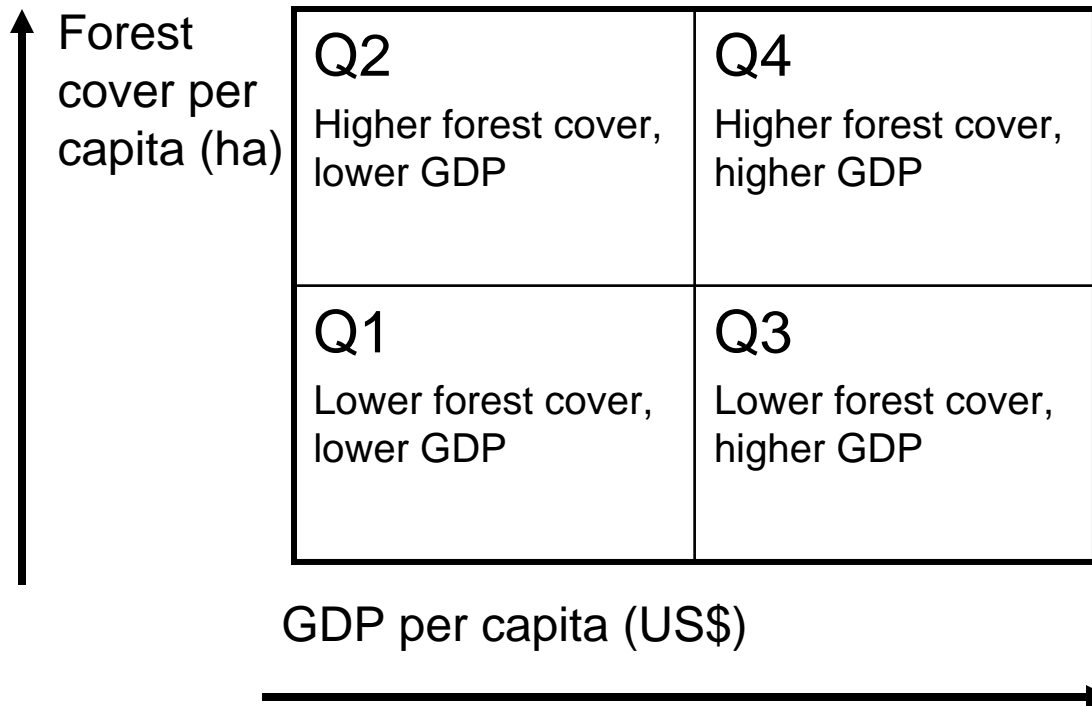 Forest
cover per
capita (ha)
Q2
Higher forest cover,
lower GDP
Q4
Higher forest cover,
higher GDP
Q1
Lower forest cover,
lower GDP
Q3
Lower forest cover,
higher GDP
GDP per capita (US$)